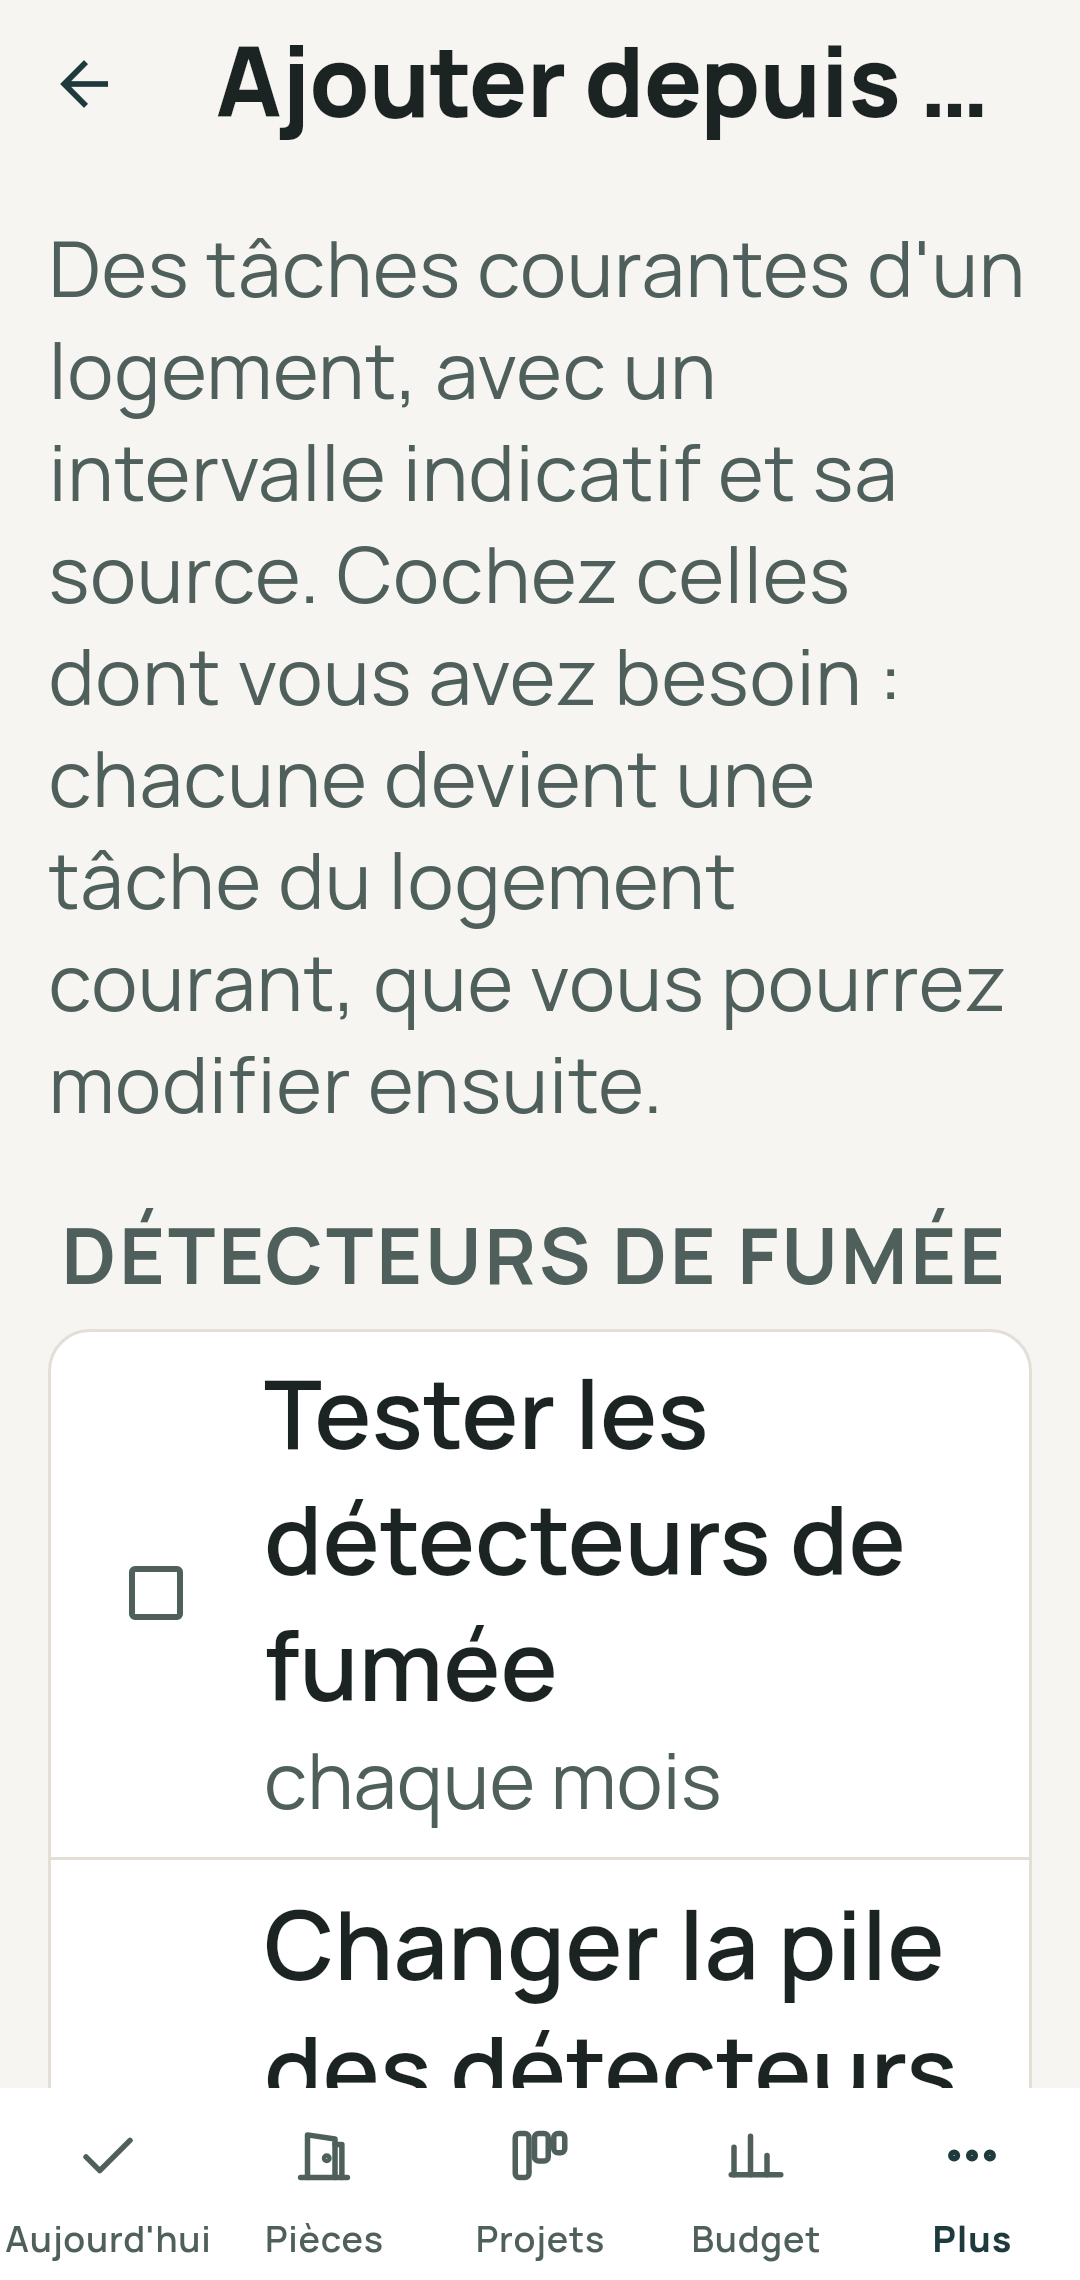 Ajouter depuis ...
Des tâches courantes d'un
logement, avec un
intervalle indicatif et sa
source. Cochez celles
dont vous avez besoin :
chacune devient une
tâche du logement
courant, que vous pourrez
modifier ensuite.
DÉTECTEURS DE FUMÉE
Tester les
détecteurs de
fumée
chaque mois
Changer la pile
des détecteurs
Aujourd'hui
Pièces
Projets
Budget
Plus